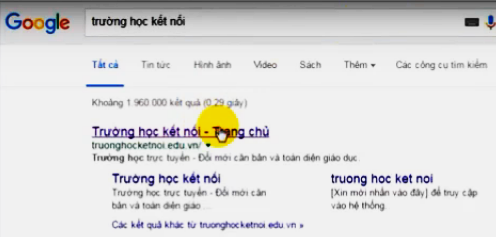 Google
trường học kết nối
Tất cả Tin tức Hình ảnh Video Sách Thêm Các công cụ tìm kiếm
Khoảng 1.960.000 kết quả (0,29 giây)
Trường học kết nối - Trang chủ
truonghocketnoi.edu.vn/
Trường học trực tuyến - Đổi mới căn bản và toàn diện giáo dục.
Trường học kết nối
Trường học trực tuyến - Đổi mới căn
bản và toàn diện giáo ...
truong hoc ket noi
[Xin mời nhấn vào đây] để truy cập
vào hệ thống.
Các kết quả khác từ truonghocketnoi.edu.vn »